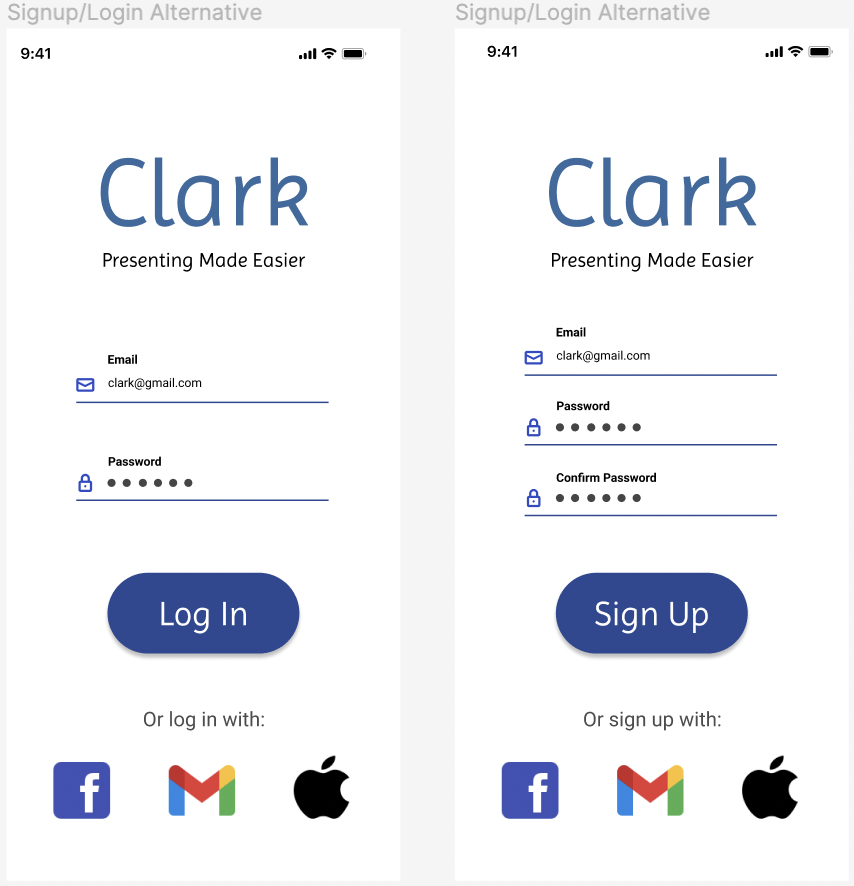 Signup/Login Alternative
9:41
Clark
Presenting Made Easier
Email
clark@gmail.com
Password
Log In
Or log in with:
f
Signup/Login Alternative
9:41
Clark
Presenting Made Easier
Email
clark@gmail.com
Password
Confirm Password
Sign Up
Or sign up with:
f